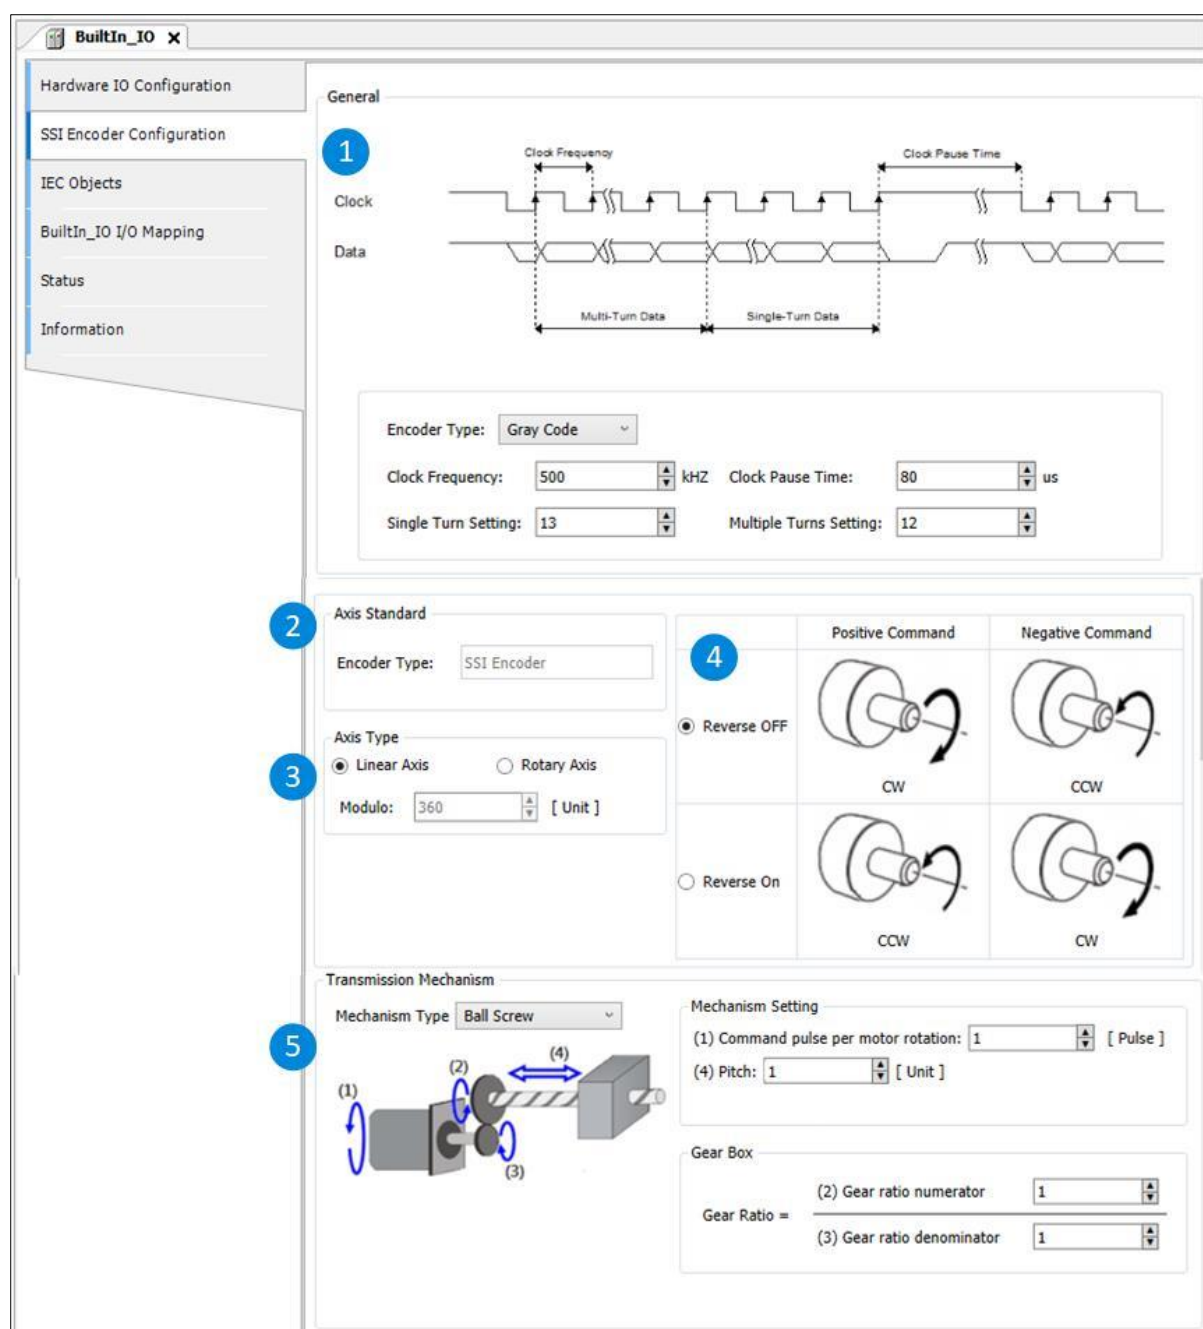 BuiltIn_IO X
Hardware IO Configuration
SSI Encoder Configuration
IEC Objects
BuiltIn_IO I/O Mapping
Status
Information
General
1
Clock Frequency
Clock Pause Time
Clock
Data
Multi-Turn Data
Single-Turn Data
Encoder Type: Gray Code
Clock Frequency: 500 kHZ Clock Pause Time: 80 us
Single Turn Setting: 13 Multiple Turns Setting: 12
2
Axis Standard
Encoder Type: SSI Encoder
3
Axis Type
Linear Axis Rotary Axis
Modulo: 360 [ Unit ]
4
Positive Command Negative Command
Reverse OFF
CW CCW
Reverse On
CCW CW
5
Transmission Mechanism
Mechanism Type Ball Screw
(1)
(2)
(4)
(3)
Mechanism Setting
(1) Command pulse per motor rotation: 1 [ Pulse ]
(4) Pitch: 1 [ Unit ]
Gear Box
Gear Ratio =
(2) Gear ratio numerator 1
(3) Gear ratio denominator 1